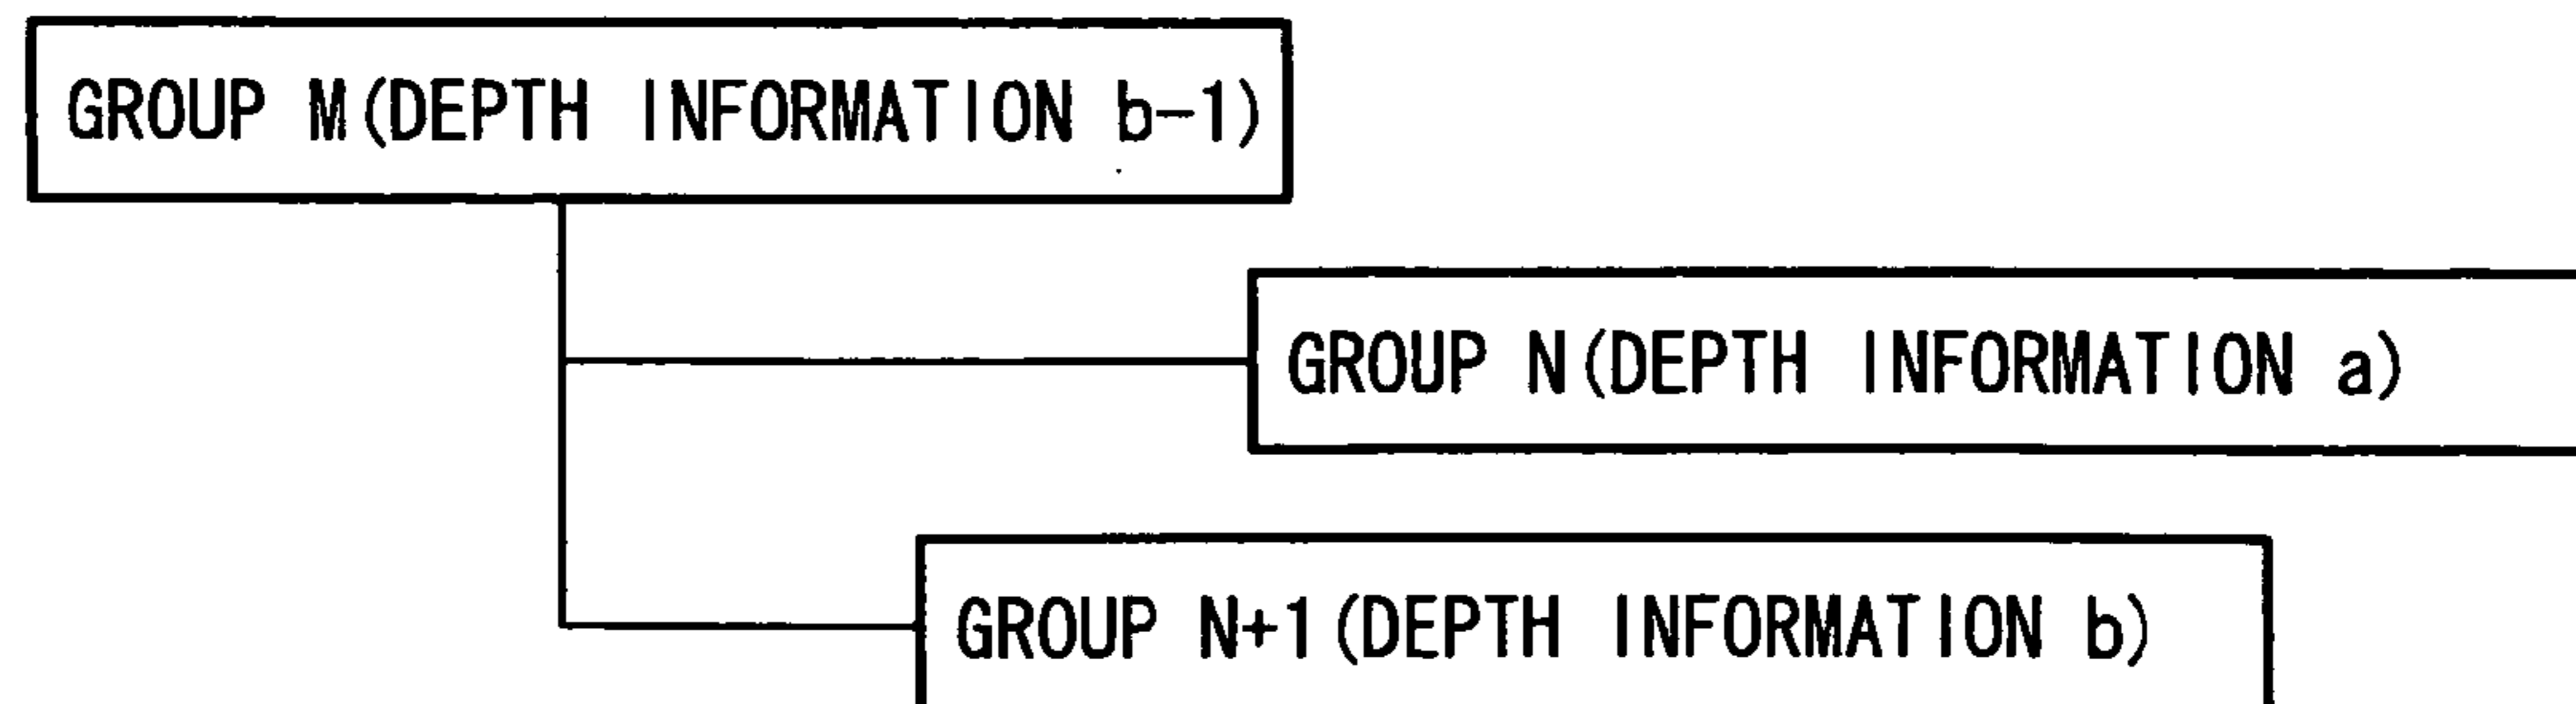 GROUP M(DEPTH INFORMATION b-1)
GROUP N(DEPTH INFORMATION a)
GROUP N+1(DEPTH INFORMATION b)